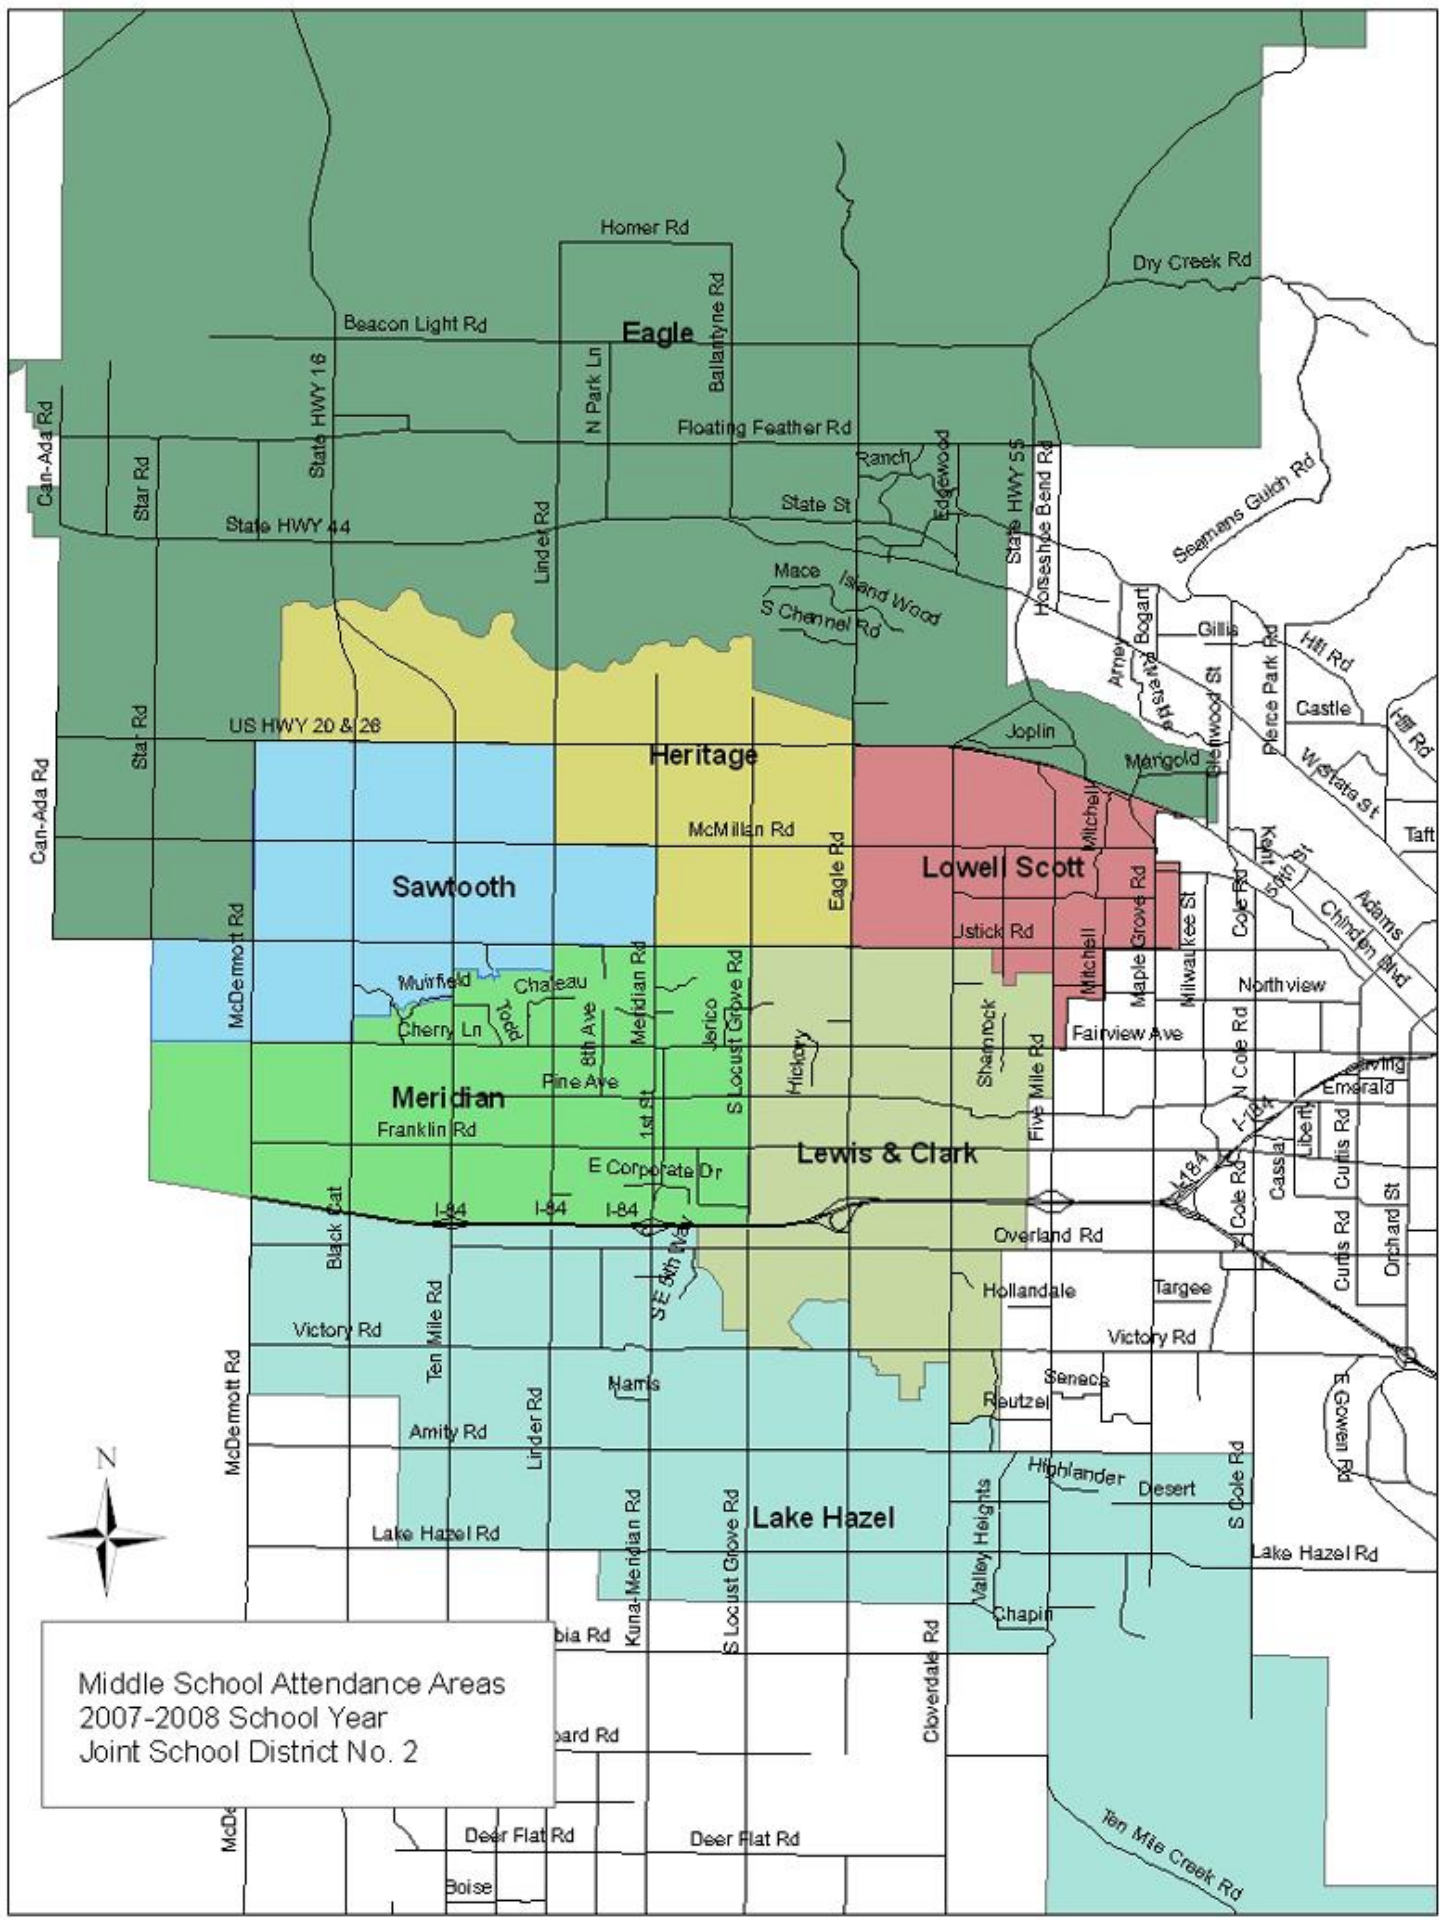 Homer Rd
Dry Creek Rd
Ballantyne Rd
Beacon Light Rd
Eagle
State HWY 16
N Park Ln
Can-Ada Rd
Floating Feather Rd
Ranch
Edgewood
State HWY 55
Horseshoe Bend Rd
Star Rd
Seamans Gulch Rd
State St
State HWY 44
Linder Rd
Mace
Island Wood
S Channel Rd
Bogart
Arney
Gillis
Hill Rd
Pierce Park Rd
Riverside
Glenwood St
Castle
Hill Rd
US HWY 20 & 26
Star Rd
Joplin
Heritage
Marigold
W State St
Can-Ada Rd
Mitchell
McMillan Rd
Taft
Kent
Eagle Rd
Lowell Scott
50th St
Sawtooth
Adams
Maple Grove Rd
Milwaukee St
Cole Rd
Chinden Blvd
McDermott Rd
Ustick Rd
Mitchell
Meridian Rd
S Locust Grove Rd
Muirfield
Chateau
Northview
Todd
Jerico
Cherry Ln
8th Ave
Hickory
Shamrock
Fairview Ave
N Cole Rd
Five Mile Rd
Irving
Pine Ave
Emerald
Meridian
1st St
I-184
Liberty
Curtis Rd
Franklin Rd
Lewis & Clark
Cassia
E Corporate Dr
I-184
Cole Rd
Orchard St
Black Cat
I-84
I-84
I-84
Overland Rd
Curtis Rd
SE 5th Way
Hollandale
Targee
Ten Mile Rd
Victory Rd
Victory Rd
McDermott Rd
Harris
Seneca
Reutzel
E Gowen Rd
Linder Rd
Amity Rd
N
Highlander
Desert
S Cole Rd
Valley Heights
Kuna-Meridian Rd
S Locust Grove Rd
Lake Hazel
Lake Hazel Rd
Lake Hazel Rd
Chapin
bia Rd
Cloverdale Rd
Middle School Attendance Areas
2007-2008 School Year
Joint School District No. 2
ard Rd
McDe
Deer Flat Rd
Deer Flat Rd
Ten Mile Creek Rd
Boise